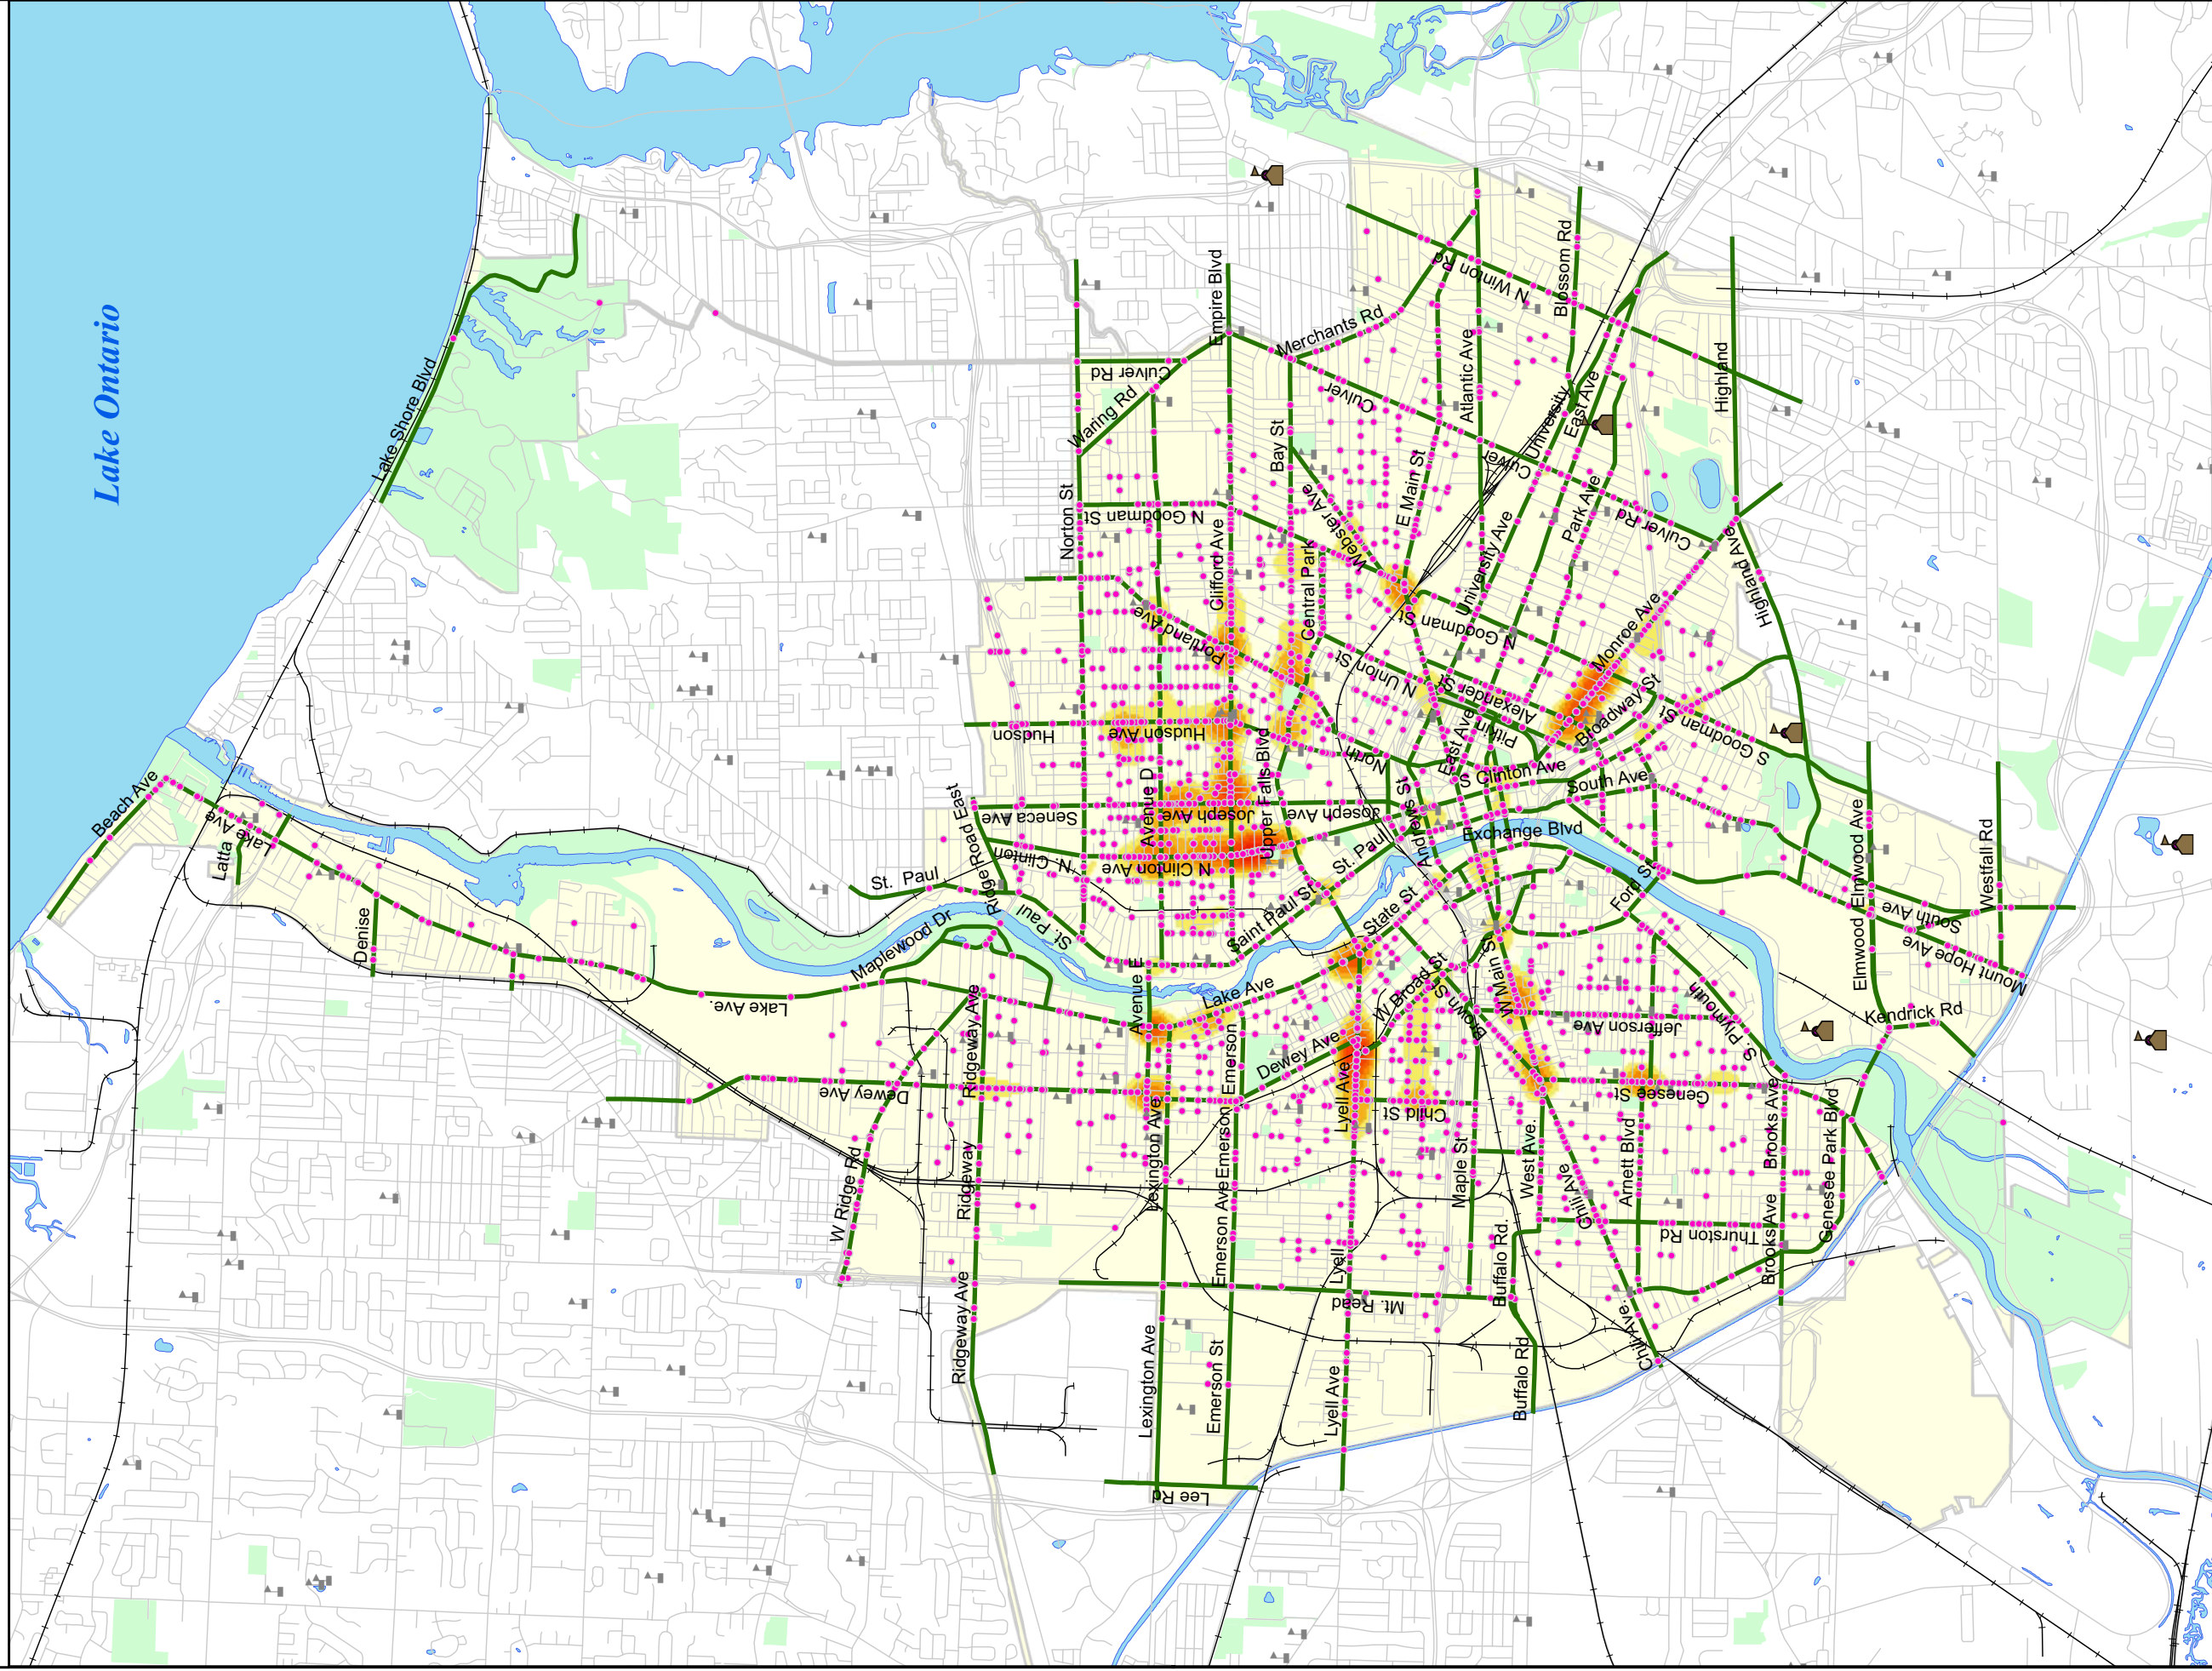 Lake Ontario
Lake Shore Blvd
Beach Ave
Lake Ave
Lake
Latta
Denise
St. Paul
Ridge Road East
Maplewood Dr
Ridge
St. Paul
Lake Ave.
Dewey Ave
W Ridge Rd
Ridgeway Ave
Ridgeway
Ridgeway Ave
Norton St
Culver Rd
Waring Rd
N Goodman St
Empire Blvd
Merchants Rd
Culver
Bay St
Clifford Ave
Portland Ave
Central Park
Webster Ave
Webster
E Main St
Atlantic Ave
N Winton Rd
Blossom Rd
University
East Ave
Culver
Highland
University Ave
Park Ave
Culver Rd
Highland Ave
Highland Ave
N Goodman St
N Union St
Alexander St
Pitkin
East Ave
Monroe Ave
Broadway St
S Goodman St
Hudson
Hudson Ave
Seneca Ave
Avenue D
Joseph Ave
Joseph Ave
Upper Falls Blvd
North
N. Clinton
N Clinton Ave
St. Paul
Saint Paul St
Andrews St
S Clinton Ave
South Ave
Exchange Blvd
State St
Ford St
Elmwood Ave
Elmwood
Elmwood Ave
Westfall Rd
South Ave
Mount Hope Ave
Kendrick Rd
Avenue E
Lake Ave
Emerson
Dewey Ave
W Broad St
Brown St
W Main St
Jefferson Ave
S. Plymouth
Genesee St
Lyell Ave
Child St
Lexington Ave
Emerson
Emerson Ave
Maple St
West Ave.
Chili Ave
Arnett Blvd
Thurston Rd
Brooks Ave
Brooks Ave
Genesee Park Blvd
Lyell
Mt. Read
Buffalo Rd.
Buffalo Rd
Chili Ave.
Lexington Ave
Emerson St
Lyell Ave
Lee Rd